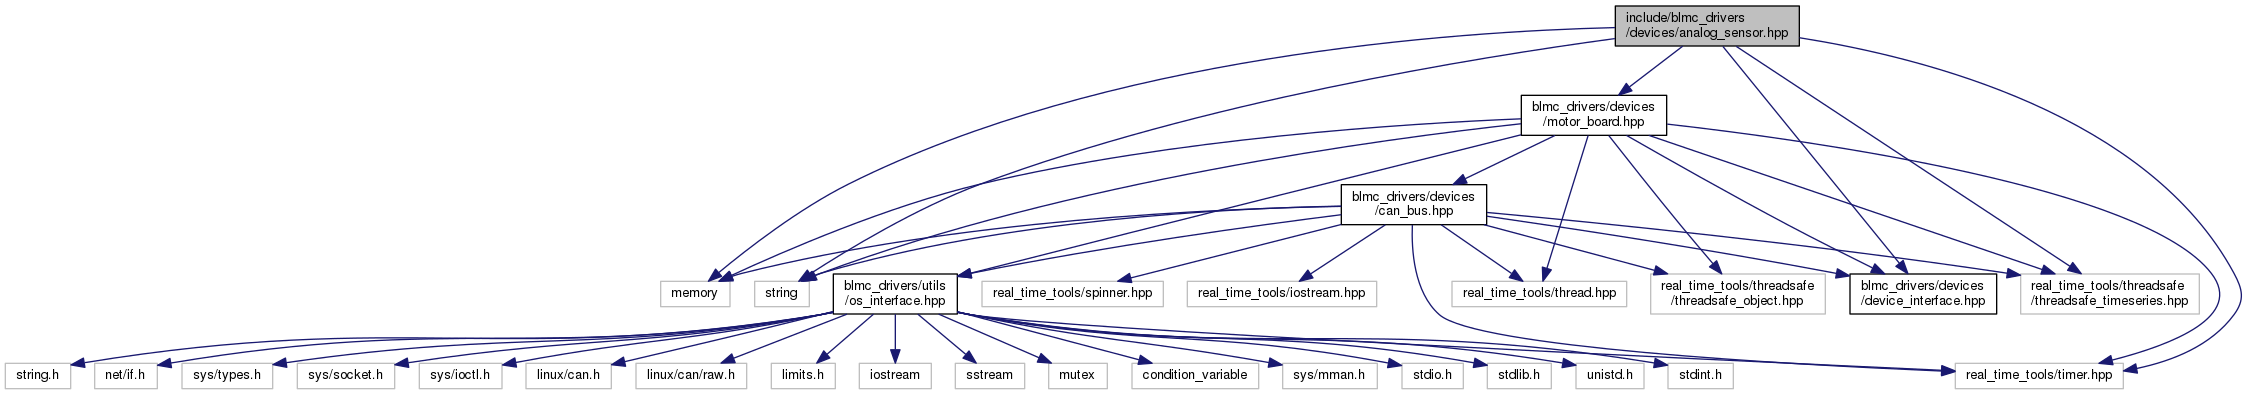 include/blmc_drivers
/devices/analog_sensor.hpp
blmc_drivers/devices
/motor_board.hpp
blmc_drivers/devices
/can_bus.hpp
memory
string
blmc_drivers/utils
/os_interface.hpp
real_time_tools/spinner.hpp
real_time_tools/iostream.hpp
real_time_tools/thread.hpp
real_time_tools/threadsafe
/threadsafe_object.hpp
blmc_drivers/devices
/device_interface.hpp
real_time_tools/threadsafe
/threadsafe_timeseries.hpp
string.h
net/if.h
sys/types.h
sys/socket.h
sys/ioctl.h
linux/can.h
linux/can/raw.h
limits.h
iostream
sstream
mutex
condition_variable
sys/mman.h
stdio.h
stdlib.h
unistd.h
stdint.h
real_time_tools/timer.hpp